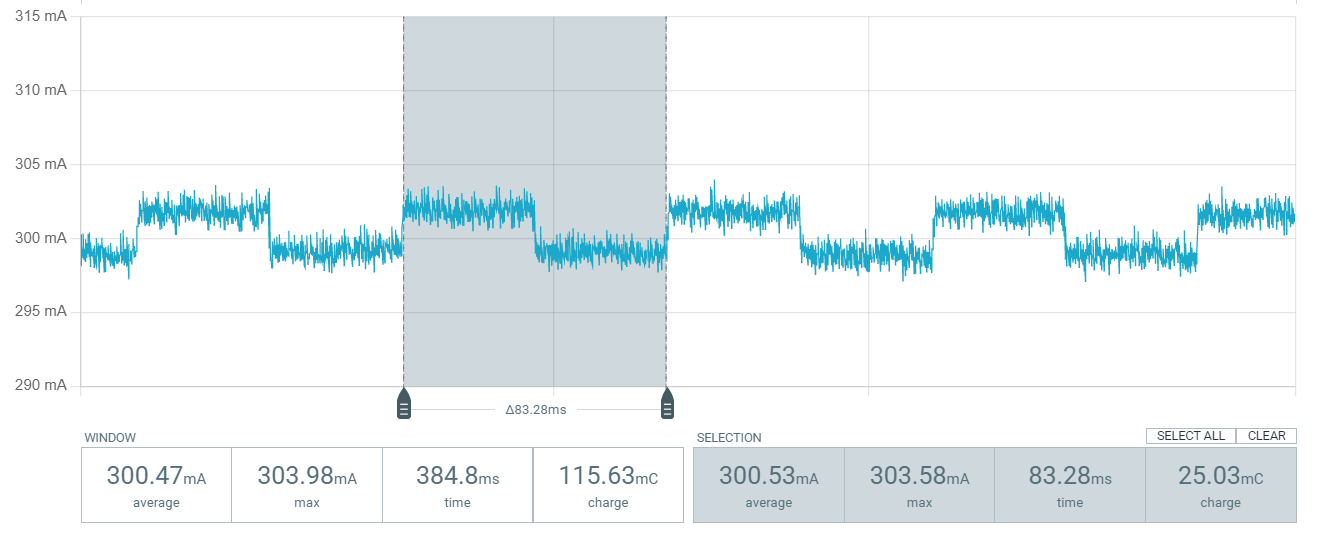 315 mA
310 mA
305 mA
300 mA
295 mA
290 mA
Δ83.28ms
WINDOW
300.47mA 303.98mA 384.8ms 115.63mC
average max time charge
SELECTION SELECT ALL CLEAR
300.53mA 303.58mA 83.28ms 25.03mC
average max time charge